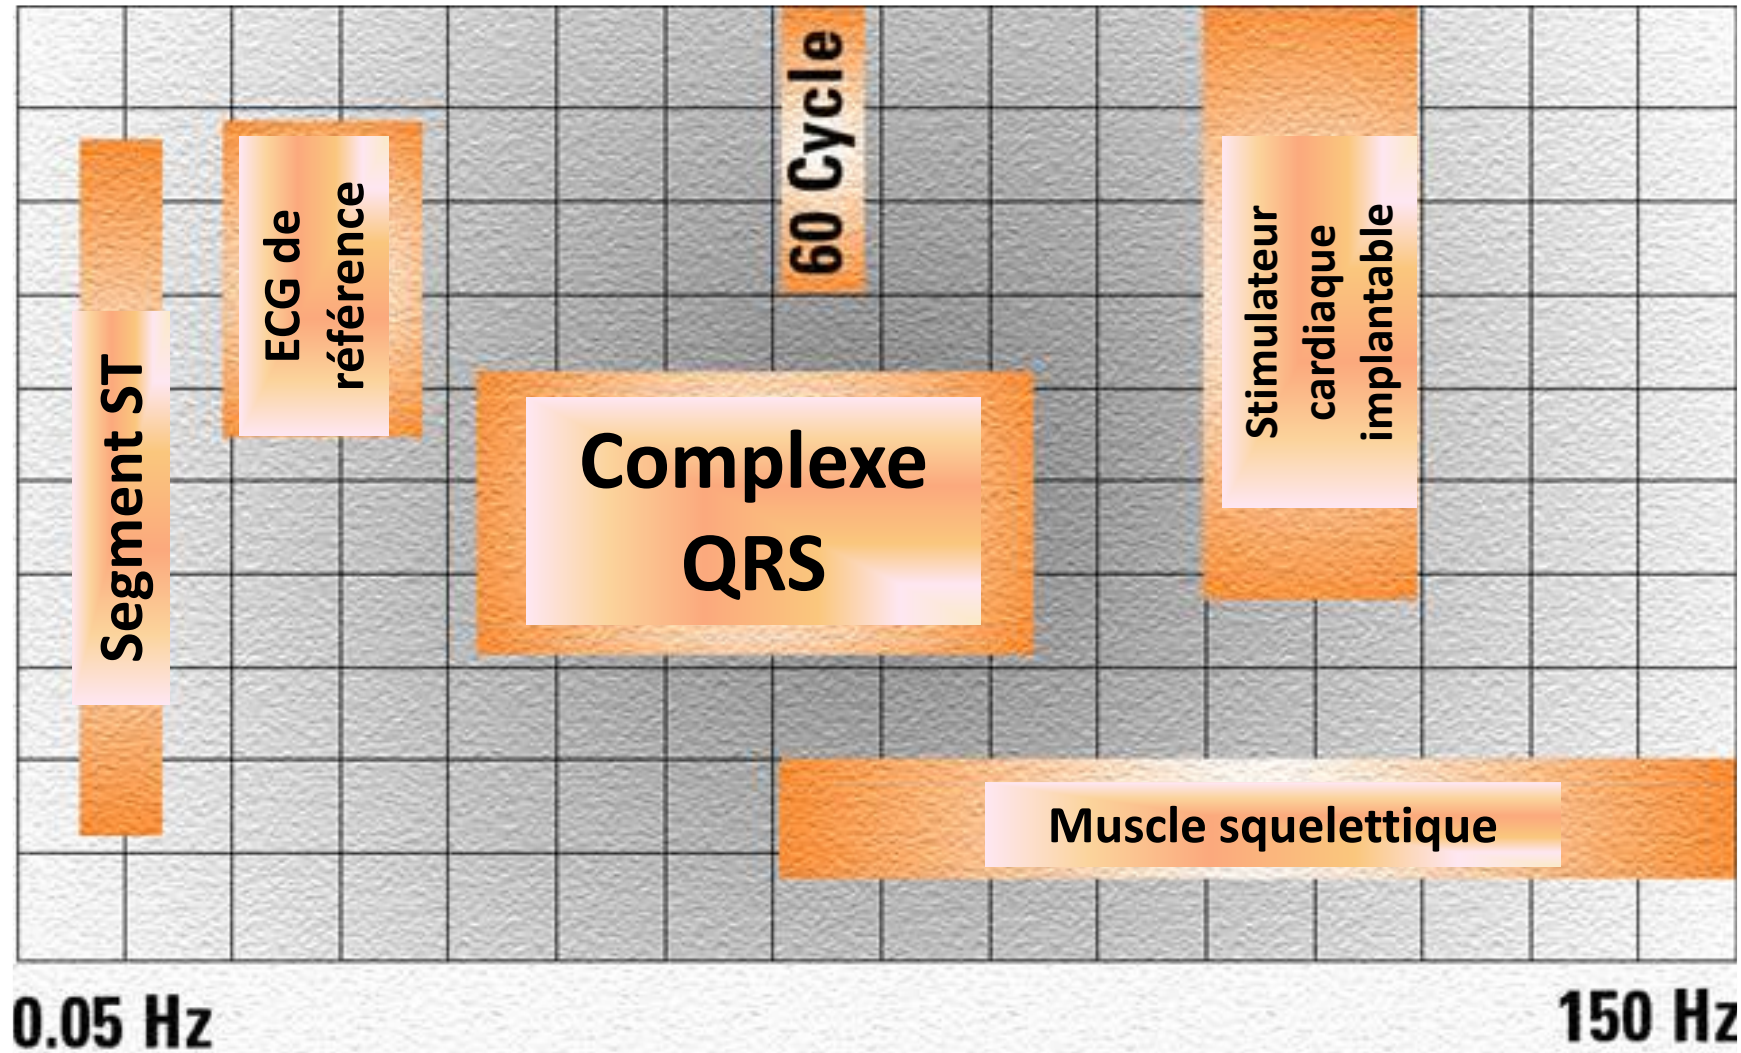 Segment ST
ECG de
référence
60 Cycle
Complexe
QRS
Stimulateur
cardiaque
implantable
Muscle squelettique
0.05 Hz
150 Hz